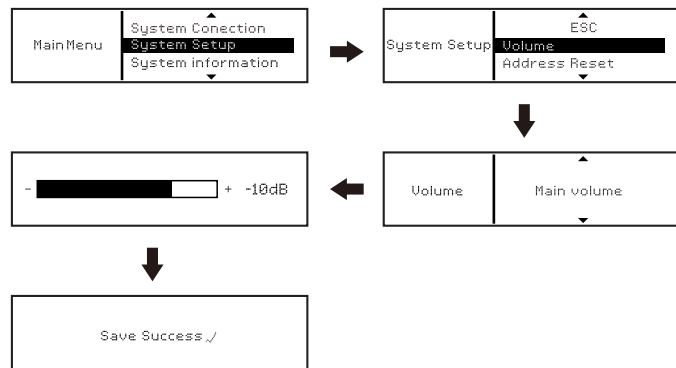 Main Menu
System Conection
System Setup
System information
System Setup
ESC
Volume
Address Reset
Volume
Main volume
- + -10dB
Save Success ✓